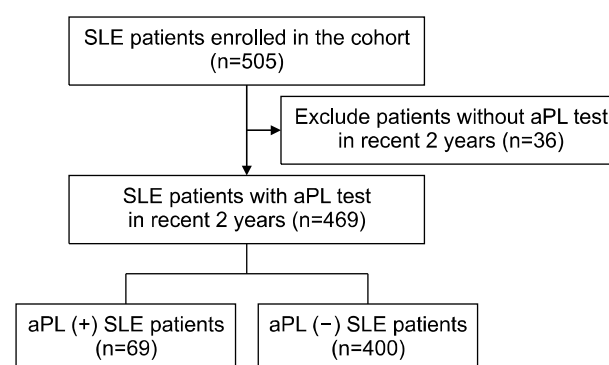 SLE patients enrolled in the cohort
(n=505)
Exclude patients without aPL test
in recent 2 years (n=36)
SLE patients with aPL test
in recent 2 years (n=469)
aPL (+) SLE patients
(n=69)
aPL (−) SLE patients
(n=400)